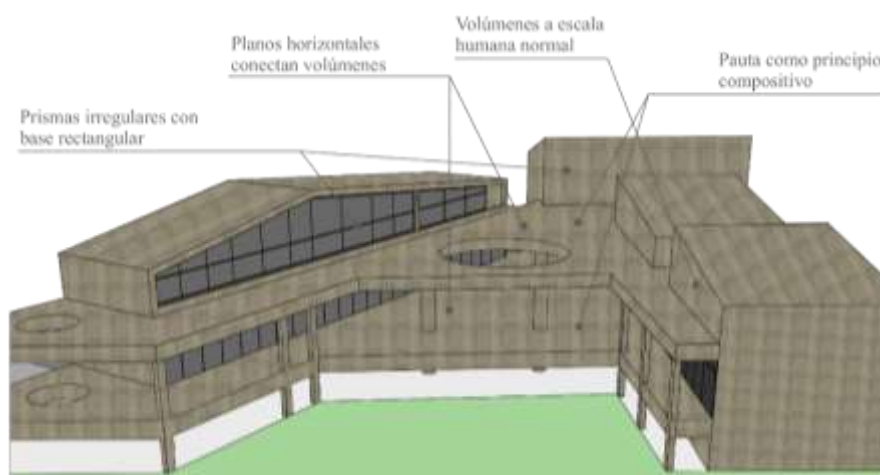 Volúmenes a escala
humana normal
Planos horizontales
conectan volúmenes
Pauta como principio
compositivo
Prismas irregulares con
base rectangular